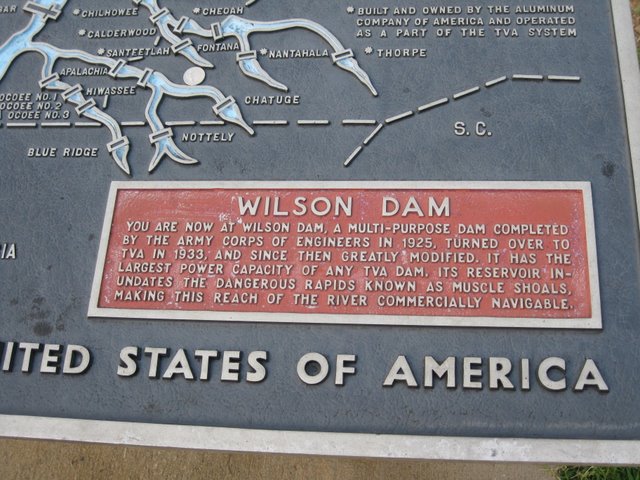 BAR
*CHILHOWEE
*CHEOAH
*BUILT AND OWNED BY THE ALUMINUM
COMPANY OF AMERICA AND OPERATED
AS A PART OF THE TVA SYSTEM
*CALDERWOOD
*SANTEETLAH
FONTANA
*NANTAHALA
*THORPE
APALACHIA
HIWASSEE
OCOEE NO.1
OCOEE NO. 2
OCOEE NO. 3
CHATUGE
NOTTELY
BLUE RIDGE
S. C.
WILSON DAM
YOU ARE NOW AT WILSON DAM, A MULTI-PURPOSE DAM COMPLETED
BY THE ARMY CORPS OF ENGINEERS IN 1925, TURNED OVER TO
TVA IN 1933, AND SINCE THEN GREATLY MODIFIED. IT HAS THE
LARGEST POWER CAPACITY OF ANY TVA DAM. ITS RESERVOIR IN-
UNDATES THE DANGEROUS RAPIDS KNOWN AS MUSCLE SHOALS,
MAKING THIS REACH OF THE RIVER COMMERCIALLY NAVIGABLE.
IA
NITED STATES OF AMERICA